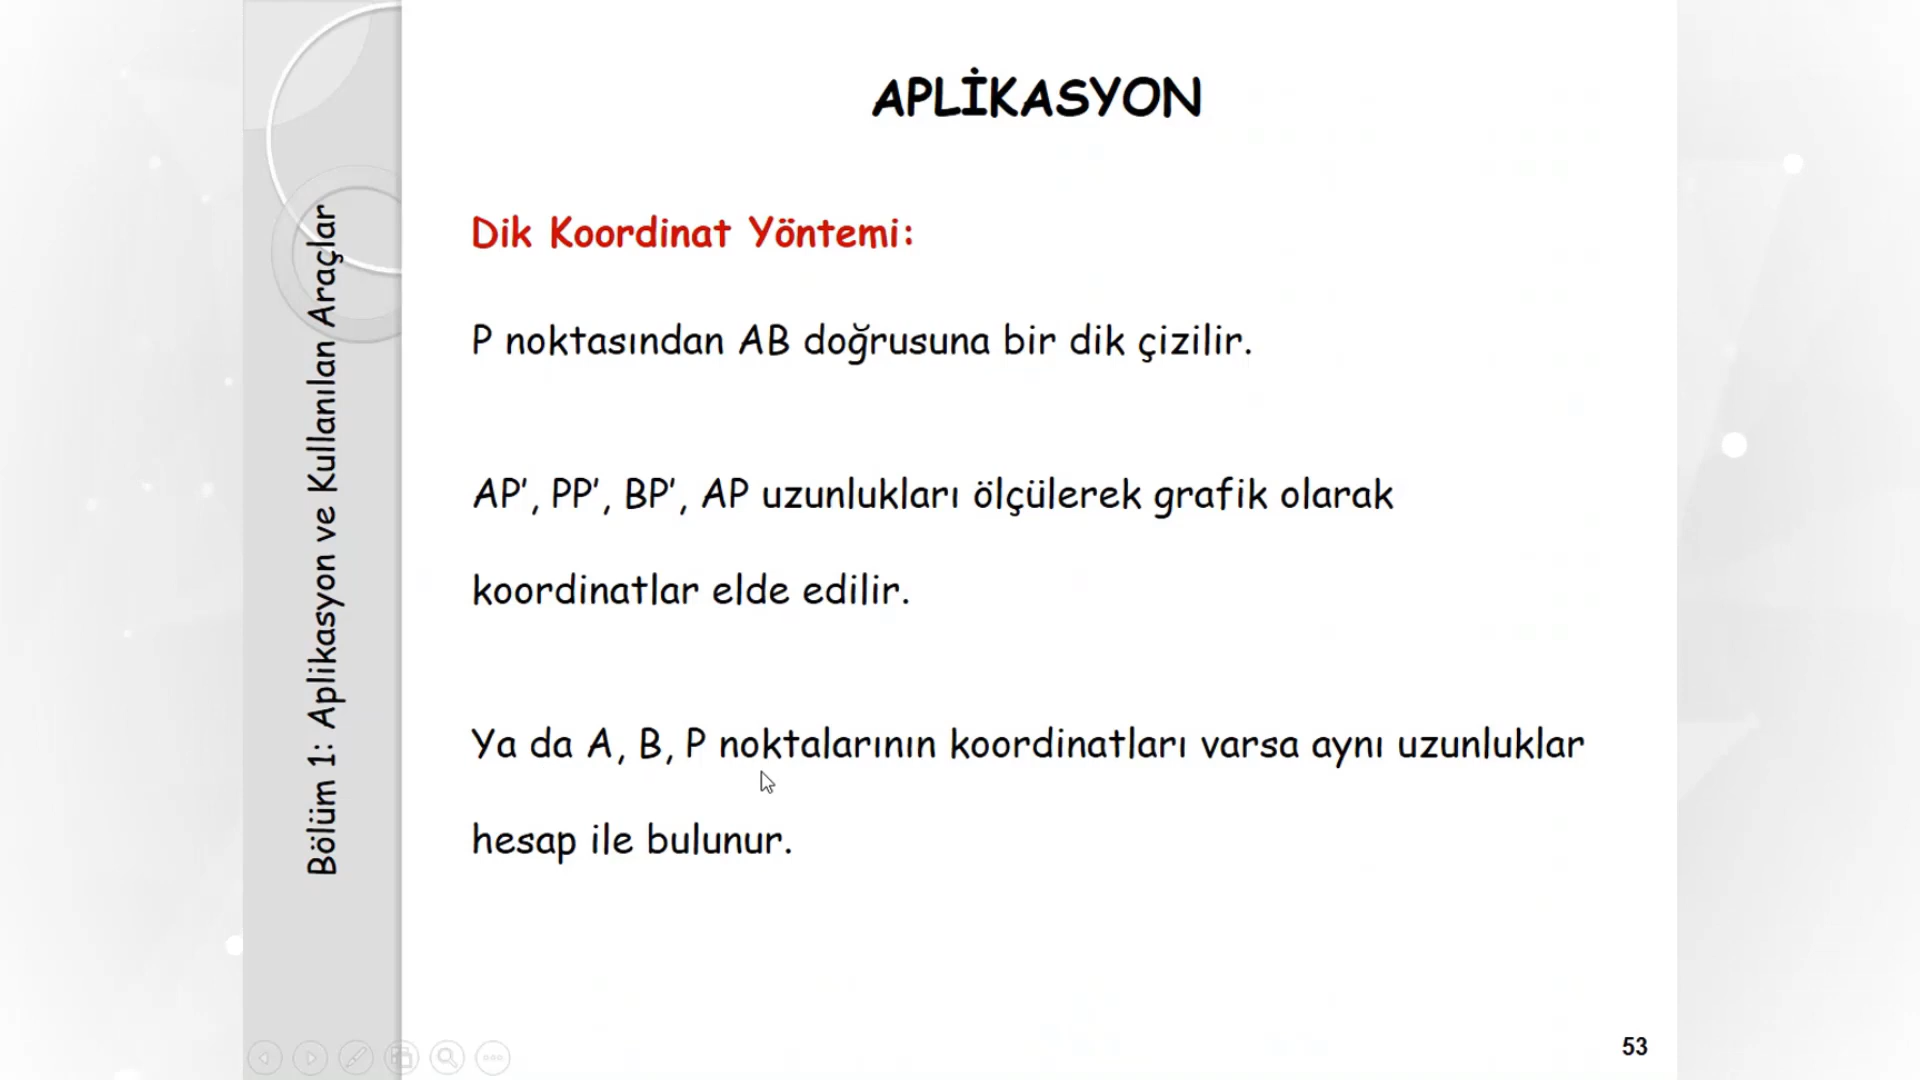 APLİKASYON
Bölüm 1: Aplikasyon ve Kullanılan Araçlar
Dik Koordinat Yöntemi:
P noktasından AB doğrusuna bir dik çizilir.
AP', PP', BP', AP uzunlukları ölçülerek grafik olarak
koordinatlar elde edilir.
Ya da A, B, P noktalarının koordinatları varsa aynı uzunluklar
hesap ile bulunur.
53